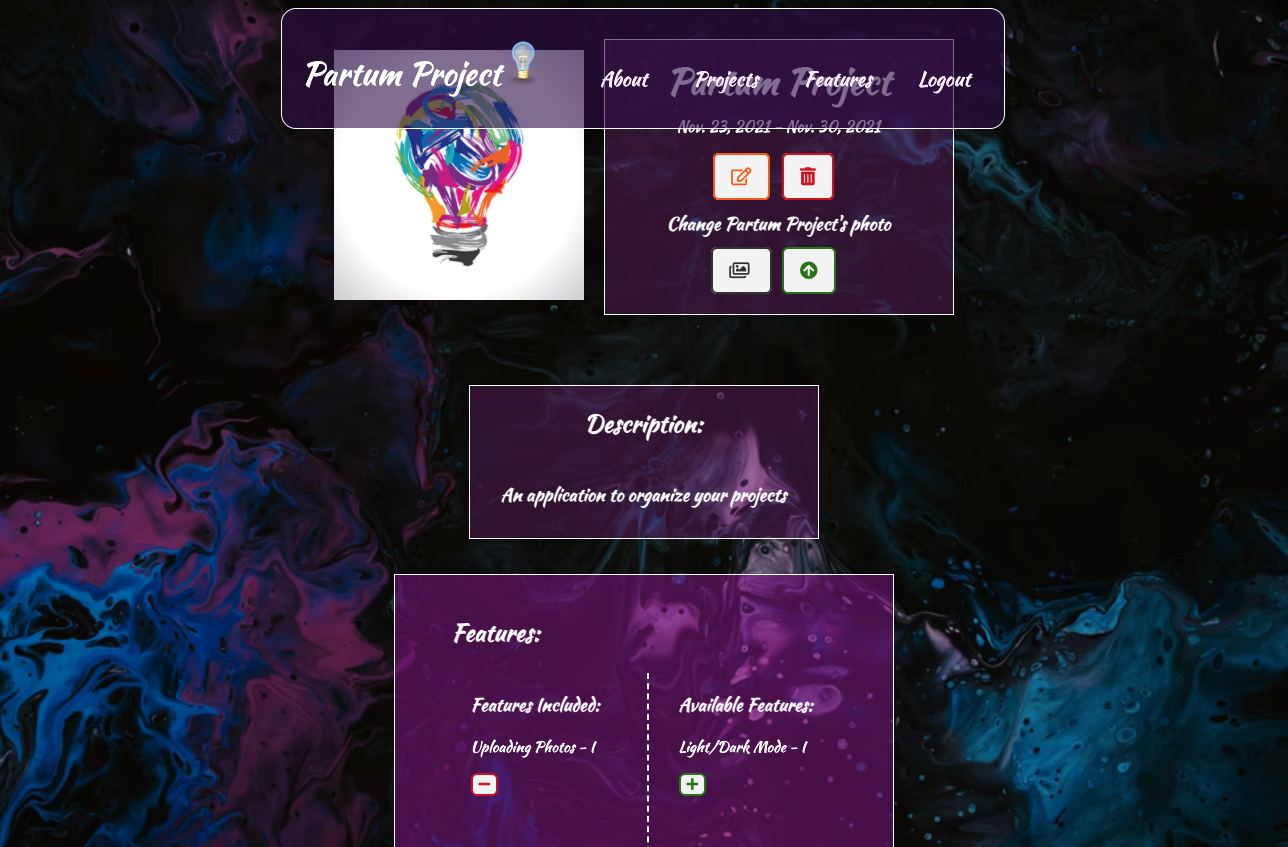 Partum Project
About
Projects
Features
Logout
Partum Project
Nov. 23, 2021 - Nov. 30, 2021
Change Partum Project's photo
Description:
An application to organize your projects
Features:
Features Included:
Available Features:
Uploading Photos - 1
Light/Dark Mode - 1